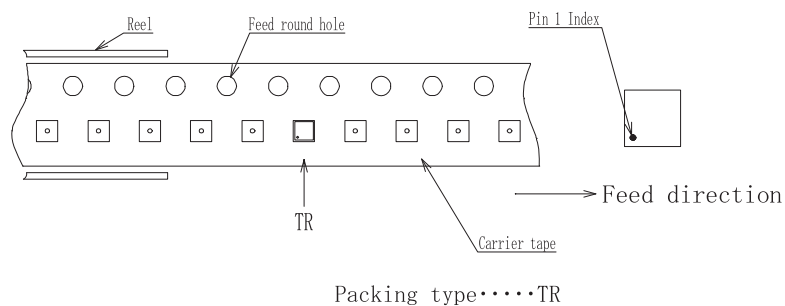 Reel
Feed round hole
Pin 1 Index
Feed direction
TR
Carrier tape
Packing type·····TR